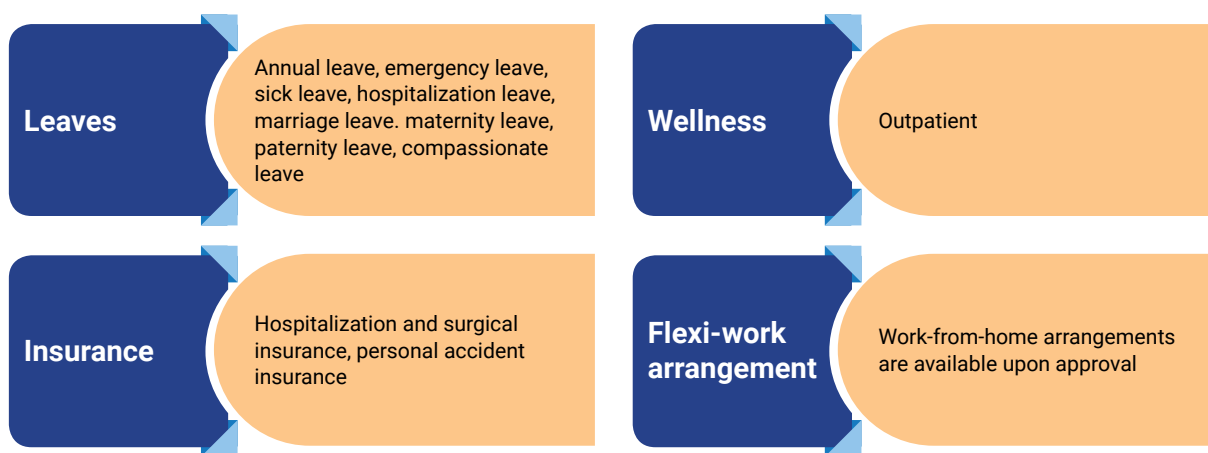 Leaves
Annual leave, emergency leave,
sick leave, hospitalization leave,
marriage leave. maternity leave,
paternity leave, compassionate
leave
Wellness
Outpatient
Insurance
Hospitalization and surgical
insurance, personal accident
insurance
Flexi-work
arrangement
Work-from-home arrangements
are available upon approval